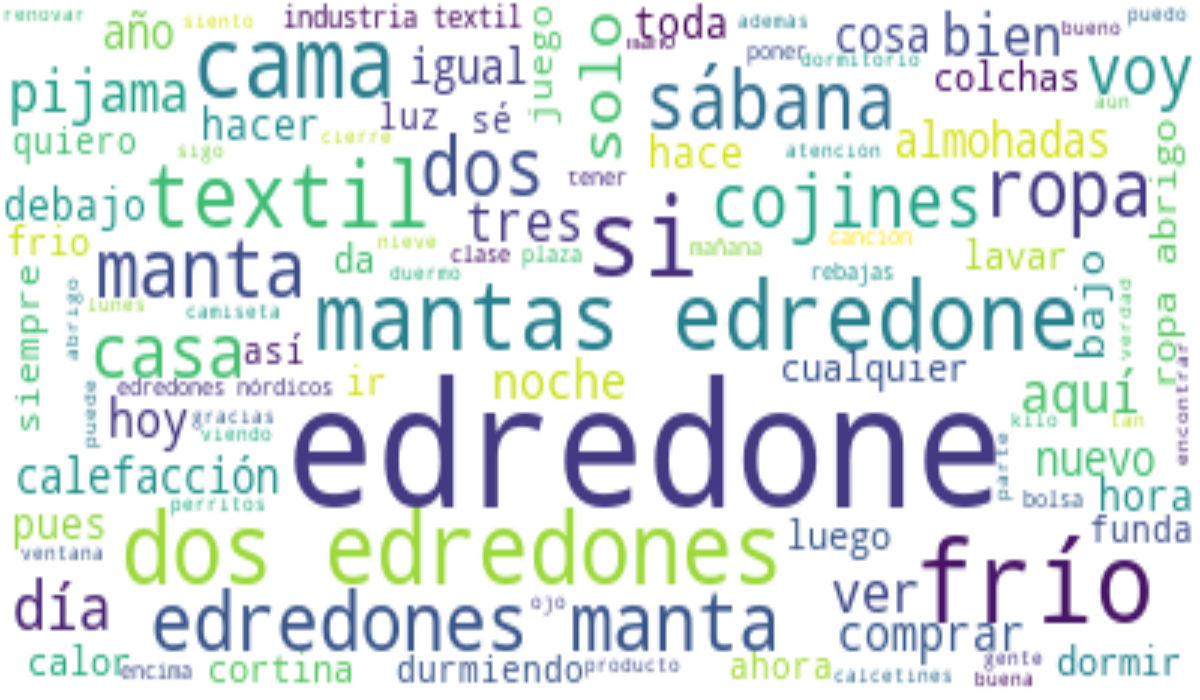 renovar
año
siento
industria textil
juego
solo
mano
toda
además
cosa
bien
bueno
puedo
cama
igual
poner
dormitorio
colchas
voy
pijama
sábana
aún
quiero
hacer
luz
sé
cierre
sigo
hace
atención
almohadas
ropa abrigo
debajo
textil
dos
tener
cojines
ropa
frio
tres
si
canción
mañana
manta
da
nieve
clase
plaza
duermo
rebajas
lavar
bajo
verdad
siempre
abrigo
lunes
camiseta
mantas
edredone
casa
así
cualquier
edredones nórdicos
ir
noche
aquí
encontrar
puede
hoy
gracias
viendo
edredone
kilo
tan
calefacción
parte
nuevo
perritos
bolsa
hora
pues
ventana
dos edredones
luego
funda
frío
día
edredones
ojo
manta
ver
comprar
calor
encima
cortina
durmiendo
producto
ahora
calcetines
gente
buena
dormir